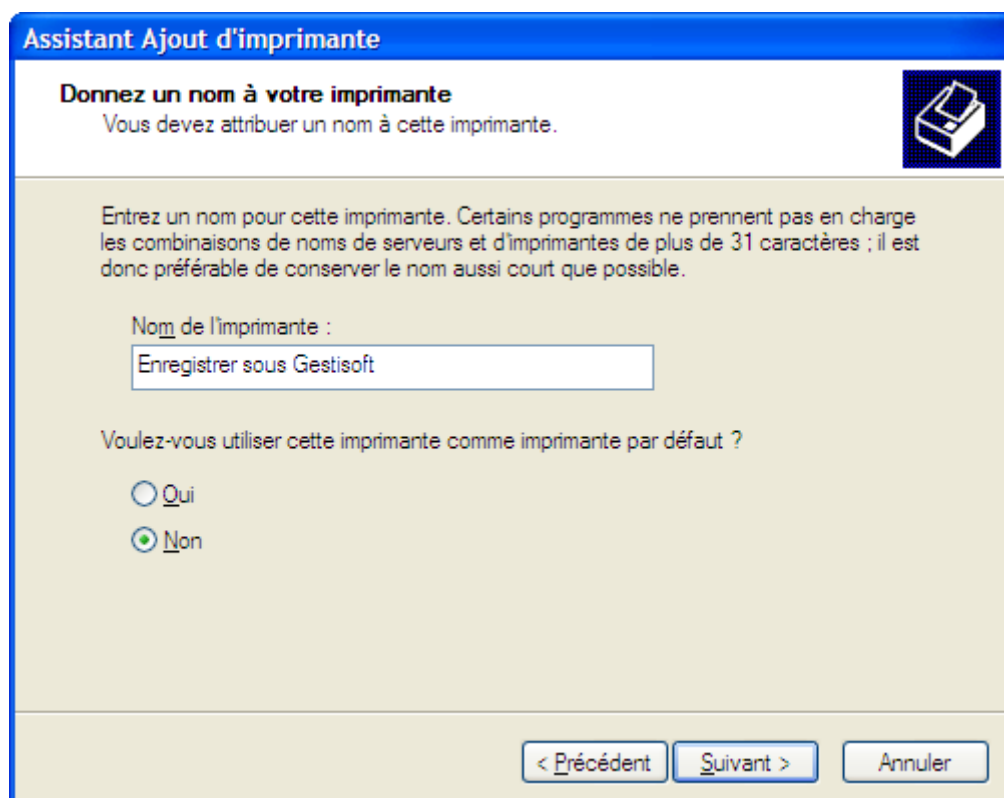 Assistant Ajout d'imprimante
Donnez un nom à votre imprimante
Vous devez attribuer un nom à cette imprimante.
Entrez un nom pour cette imprimante. Certains programmes ne prennent pas en charge
les combinaisons de noms de serveurs et d'imprimantes de plus de 31 caractères ; il est
donc préférable de conserver le nom aussi court que possible.
Nom de l'imprimante :
Enregistrer sous Gestisoft
Voulez-vous utiliser cette imprimante comme imprimante par défaut ?
Oui
Non
< Précédent Suivant > Annuler